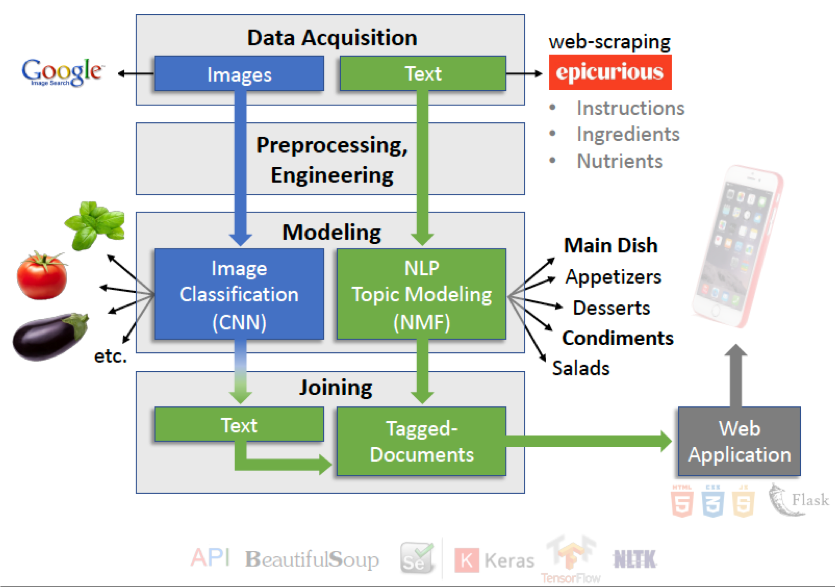 Data Acquisition
Google
Image Search
Images
Text
web-scraping
epicurious
• Instructions
• Ingredients
• Nutrients
Preprocessing,
Engineering
Modeling
Image
Classification
(CNN)
NLP
Topic Modeling
(NMF)
etc.
Main Dish
Appetizers
Desserts
Condiments
Salads
Joining
Text
Tagged-
Documents
Web
Application
HTML
5
CSS
3
JS
5
Flask
API
BeautifulSoup
Se
K Keras
TensorFlow
NLTK